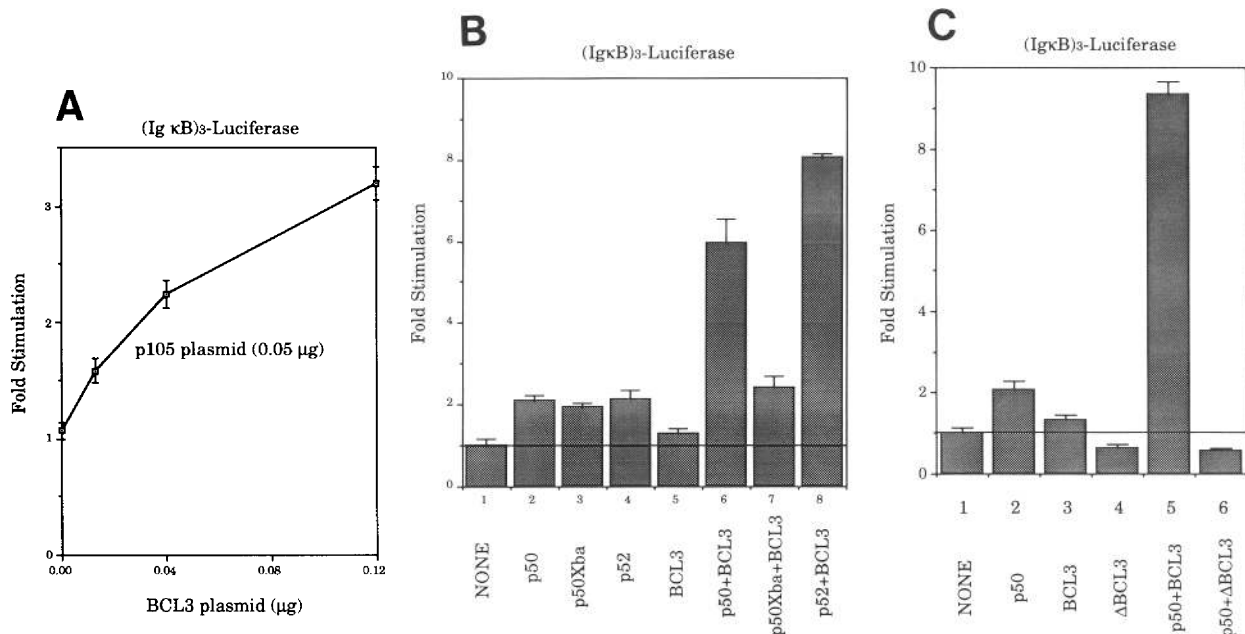 A
(Ig κB)₃-Luciferase
Fold Stimulation
3
2
1
0
p105 plasmid (0.05 µg)
0.00
0.04
0.08
0.12
BCL3 plasmid (µg)
B
(IgκB)₃-Luciferase
Fold Stimulation
10
8
6
4
2
0
1
2
3
4
5
6
7
8
NONE
p50
p50Xba
p52
BCL3
p50+BCL3
p50Xba+BCL3
p52+BCL3
C
(IgκB)₃-Luciferase
Fold Stimulation
10
8
6
4
2
0
1
2
3
4
5
6
NONE
p50
BCL3
ΔBCL3
p50+BCL3
p50+ΔBCL3